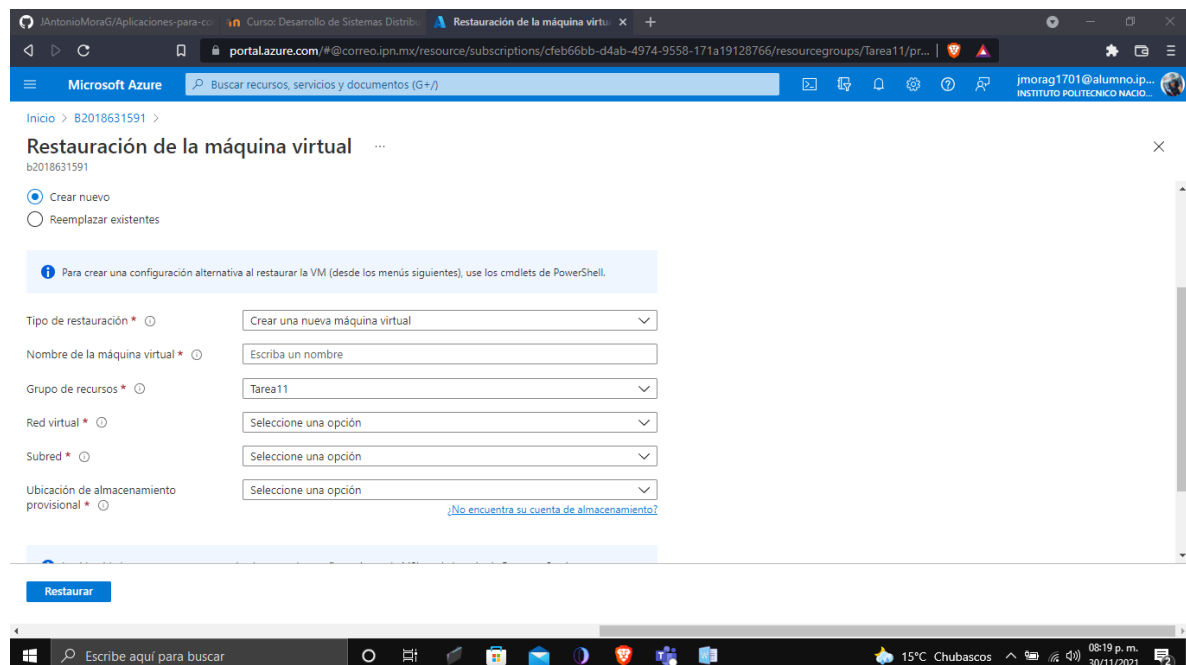 JAntonioMoraG/Aplicaciones-para-co
Curso: Desarrollo de Sistemas Distribu
Restauración de la máquina virtu
portal.azure.com/#@correo.ipn.mx/resource/subscriptions/cfeb66bb-d4ab-4974-9558-171a19128766/resourcegroups/Tarea11/pr...
Microsoft Azure
Buscar recursos, servicios y documentos (G+/)
jmorag1701@alumno.ip...
INSTITUTO POLITECNICO NACIO...
Inicio > B2018631591 >
Restauración de la máquina virtual ...
b2018631591
Crear nuevo
Reemplazar existentes
Para crear una configuración alternativa al restaurar la VM (desde los menús siguientes), use los cmdlets de PowerShell.
Tipo de restauración * Crear una nueva máquina virtual
Nombre de la máquina virtual * Escriba un nombre
Grupo de recursos * Tarea11
Red virtual * Seleccione una opción
Subred * Seleccione una opción
Ubicación de almacenamiento provisional * Seleccione una opción
¿No encuentra su cuenta de almacenamiento?
Restaurar
Escribe aquí para buscar
15°C Chubascos
08:19 p. m.
30/11/2021
2